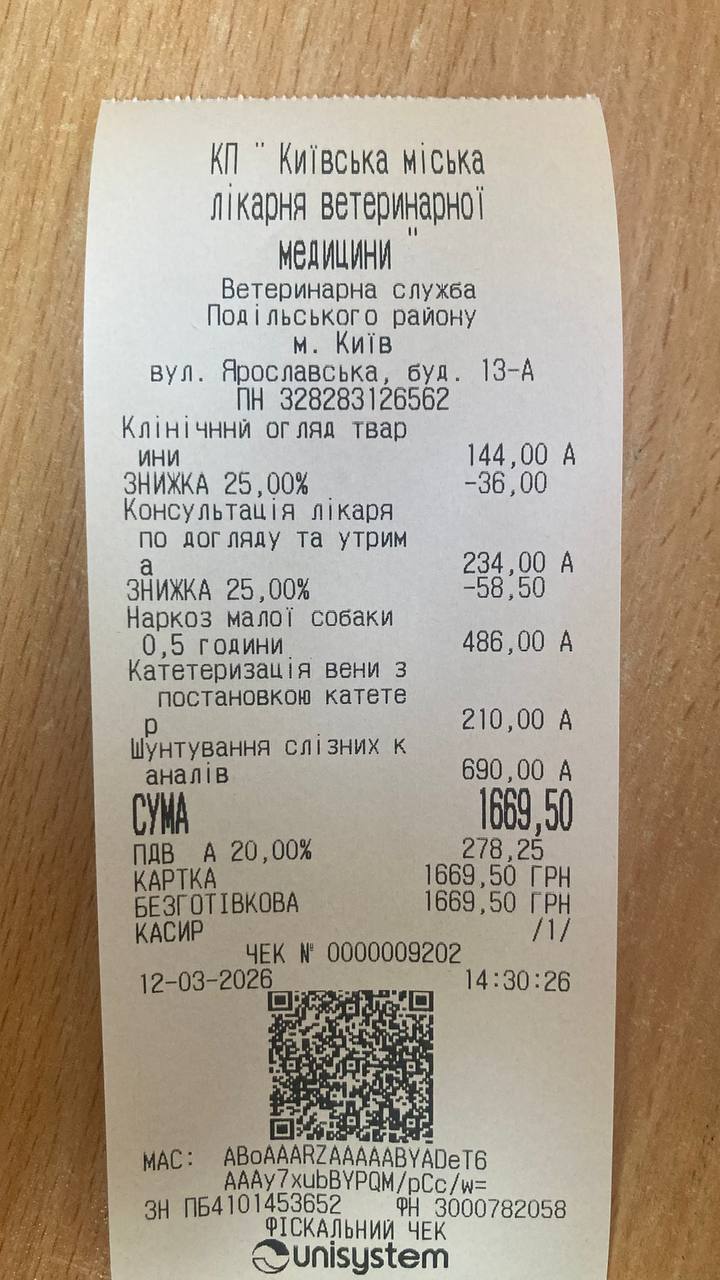 КП " Київська міська
лікарня ветеринарної
медицини "
Ветеринарна служба
Подільського району
м. Київ
вул. Ярославська, буд. 13-А
ПН 328283126562
Клінічннй огляд твар
ини 144,00 А
ЗНИЖКА 25,00% -36,00
Консультація лікаря
по догляду та утрим
а 234,00 А
ЗНИЖКА 25,00% -58,50
Наркоз малої собаки
0,5 години 486,00 А
Катетеризація вени з
постановкою катете
р 210,00 А
Шунтування слізних к
аналів 690,00 А
СУМА 1669,50
ПДВ А 20,00% 278,25
КАРТКА 1669,50 ГРН
БЕЗГОТІВКОВА 1669,50 ГРН
КАСИР /1/
ЧЕК № 0000009202
12-03-2026 14:30:26
МАС: ABoAAARZAAAAABYADeT6
AAAy7xubBYPQM/pCc/w=
ЗН ПБ4101453652 ФН 3000782058
ФІСКАЛЬНИЙ ЧЕК
unisystem